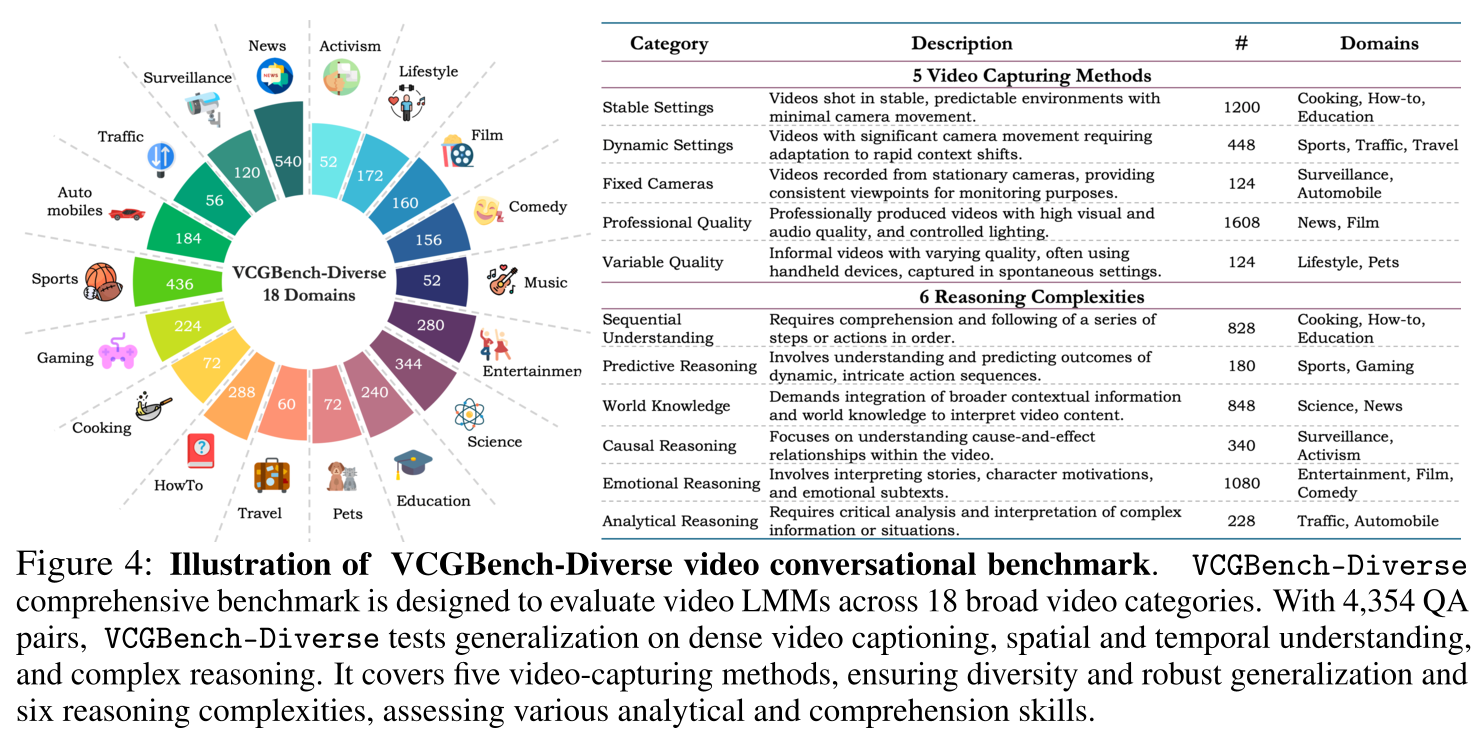 News
Activism
Surveillance
Lifestyle
NEWS
Traffic
Film
540
52
120
172
Auto
mobiles
56
160
Comedy
184
156
Sports
VCGBench-Diverse
18 Domains
436
52
Music
224
280
Gaming
Entertainmen
72
344
288
60
72
240
Cooking
Science
HowTo
Travel
Pets
Education
Category Description # Domains
5 Video Capturing Methods
Stable Settings Videos shot in stable, predictable environments with minimal camera movement. 1200 Cooking, How-to, Education
Dynamic Settings Videos with significant camera movement requiring adaptation to rapid context shifts. 448 Sports, Traffic, Travel
Fixed Cameras Videos recorded from stationary cameras, providing consistent viewpoints for monitoring purposes. 124 Surveillance, Automobile
Professional Quality Professionally produced videos with high visual and audio quality, and controlled lighting. 1608 News, Film
Variable Quality Informal videos with varying quality, often using handheld devices, captured in spontaneous settings. 124 Lifestyle, Pets
6 Reasoning Complexities
Sequential Understanding Requires comprehension and following of a series of steps or actions in order. 828 Cooking, How-to, Education
Predictive Reasoning Involves understanding and predicting outcomes of dynamic, intricate action sequences. 180 Sports, Gaming
World Knowledge Demands integration of broader contextual information and world knowledge to interpret video content. 848 Science, News
Causal Reasoning Focuses on understanding cause-and-effect relationships within the video. 340 Surveillance, Activism
Emotional Reasoning Involves interpreting stories, character motivations, and emotional subtexts. 1080 Entertainment, Film, Comedy
Analytical Reasoning Requires critical analysis and interpretation of complex information or situations. 228 Traffic, Automobile
Figure 4: Illustration of VCGBench-Diverse video conversational benchmark. VCGBench-Diverse
comprehensive benchmark is designed to evaluate video LMMs across 18 broad video categories. With 4,354 QA
pairs, VCGBench-Diverse tests generalization on dense video captioning, spatial and temporal understanding,
and complex reasoning. It covers five video-capturing methods, ensuring diversity and robust generalization and
six reasoning complexities, assessing various analytical and comprehension skills.